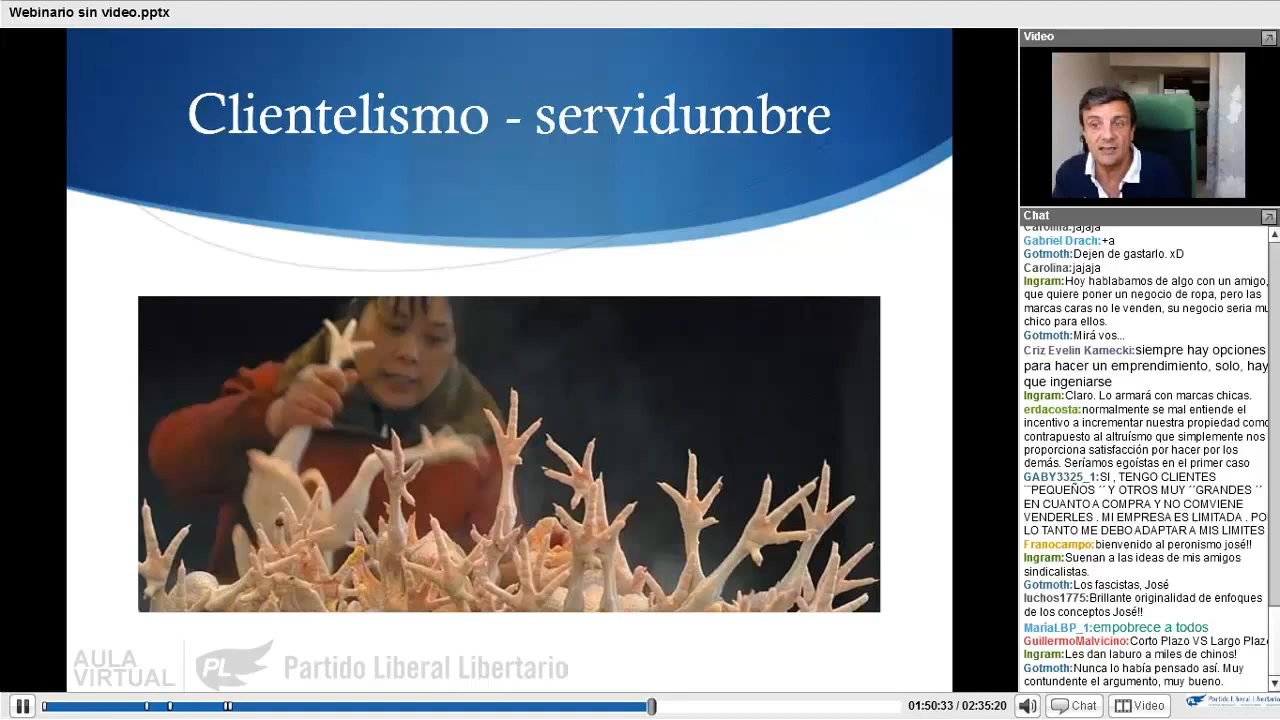 Webinario sin video.pptx
Clientelismo - servidumbre
AULA
VIRTUAL
PL
Partido Liberal Libertario
Video
Chat
Carolina:jajaja
Gabriel Drach:+a
Gotmoth:Dejen de gastarlo. xD
Carolina:jajaja
Ingram:Hoy hablabamos de algo con un amigo,
que quiere poner un negocio de ropa, pero las
marcas caras no le venden, su negocio seria mu
chico para ellos.
Gotmoth:Mirá vos...
Criz Evelin Kamecki:siempre hay opciones
para hacer un emprendimiento, solo, hay
que ingeniarse
Ingram:Claro. Lo armará con marcas chicas.
erdacosta:normalmente se mal entiende el
incentivo a incrementar nuestra propiedad como
contrapuesto al altruísmo que simplemente nos
proporciona satisfacción por hacer por los
demás. Seríamos egoístas en el primer caso
GABY3325_1:SI , TENGO CLIENTES
¨¨PEQUEÑOS ´´ Y OTROS MUY ´´GRANDES ´´
EN CUANTO A COMPRA Y NO COMVIENE
VENDERLES . MI EMPRESA ES LIMITADA . PO
LO TANTO ME DEBO ADAPTAR A MIS LIMITES
Franocampo:bienvenido al peronismo josé!!
Ingram:Suenan a las ideas de mis amigos
sindicalistas.
Gotmoth:Los fascistas, José
luchos1775:Brillante originalidad de enfoques
de los conceptos José!!
MariaLBP_1:empobrece a todos
GuillermoMalvicino:Corto Plazo VS Largo Plazo
Ingram:Les dan laburo a miles de chinos!
Gotmoth:Nunca lo había pensado así. Muy
contundente el argumento, muy bueno.
01:50:33 / 02:35:20
Chat
Video
Partido Liberal Libertario